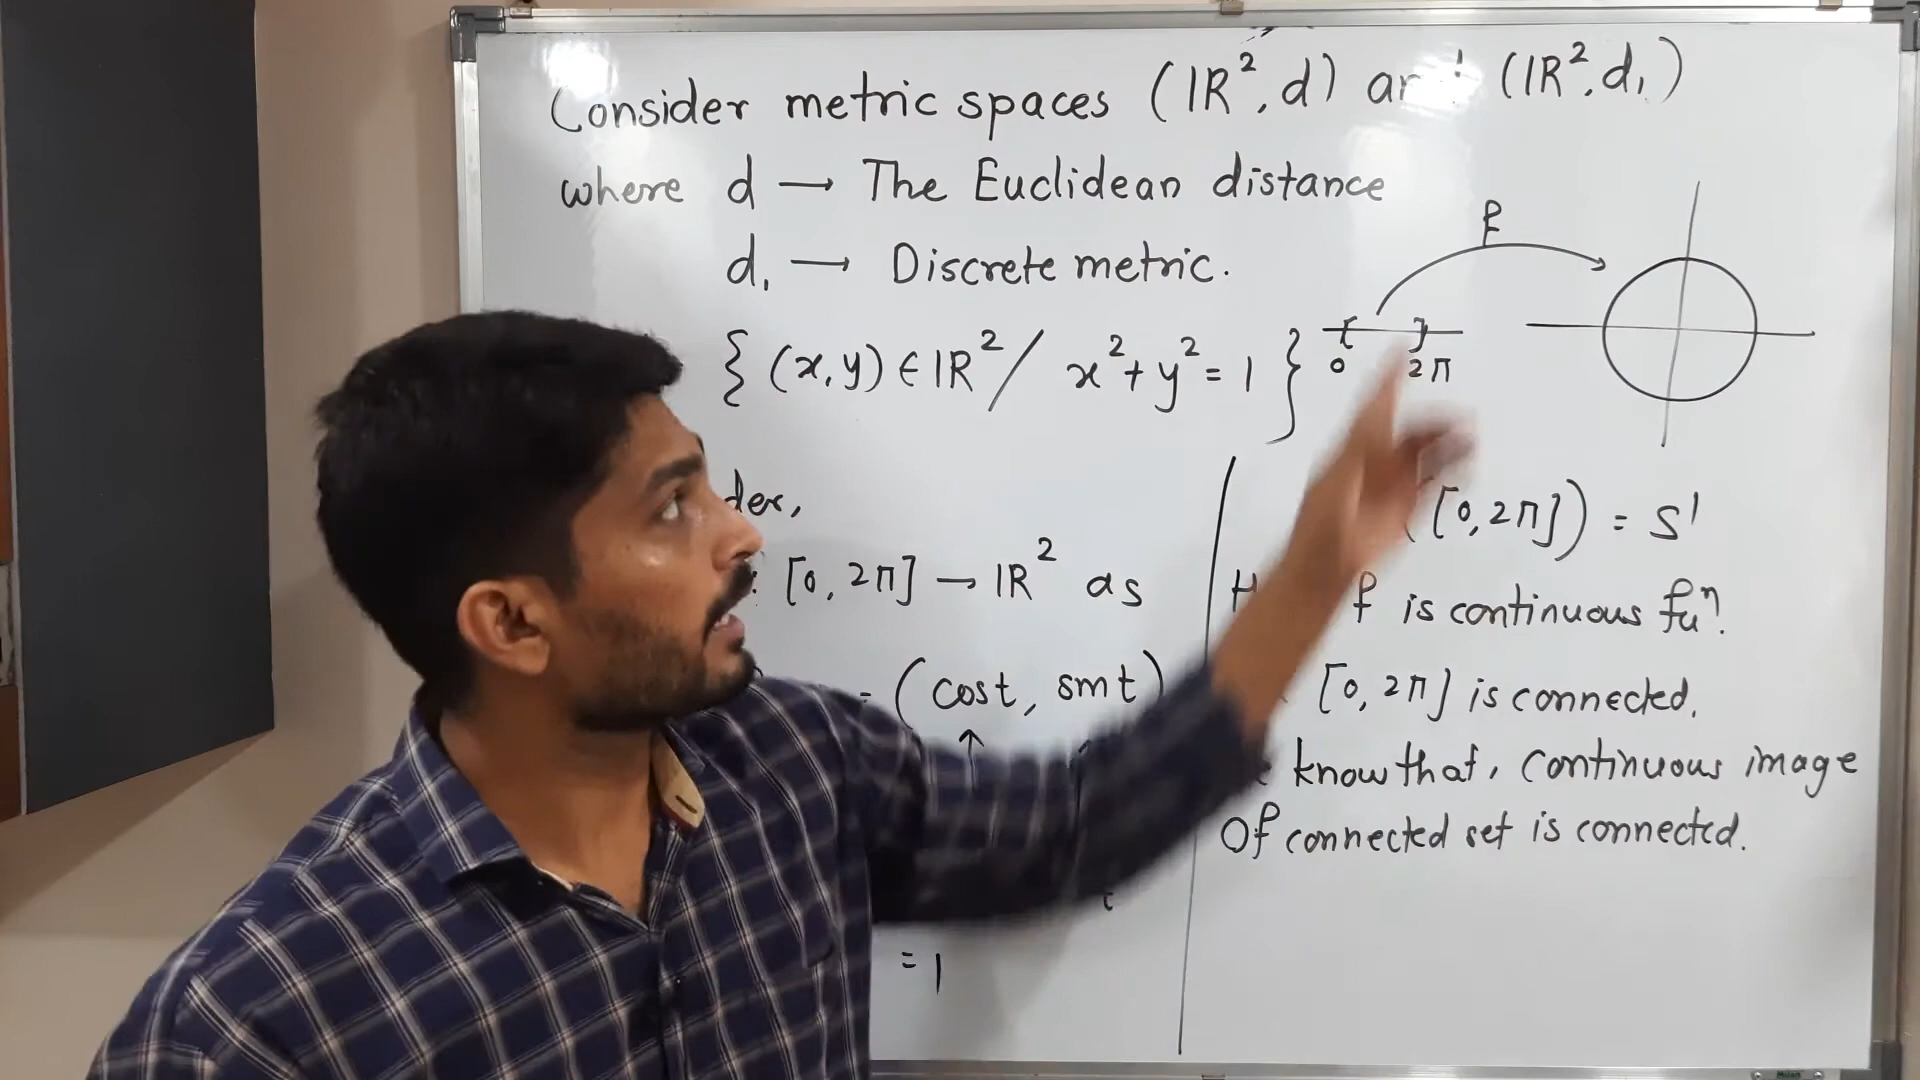 Consider metric spaces (IR², d) and (IR², d₁)
where d → The Euclidean distance
d₁ → Discrete metric.
{ (x, y) ∈ IR² / x² + y² = 1 }
f
0 2π
der,
: [0, 2π] → IR² as
= (cost, sint)
↑
= 1
([0, 2π]) = S¹
f is continuous fuⁿ.
[0, 2π] is connected.
know that, continuous image
Of connected set is connected.